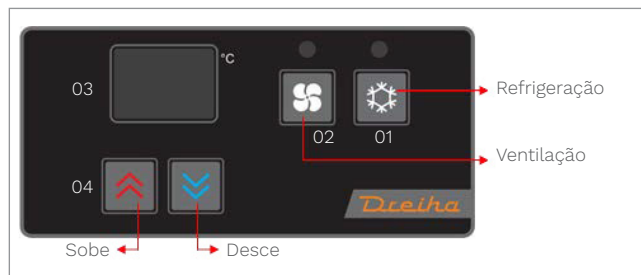 °C
03
Refrigeração
02
01
Ventilação
04
Dreiha
Sobe
Desce